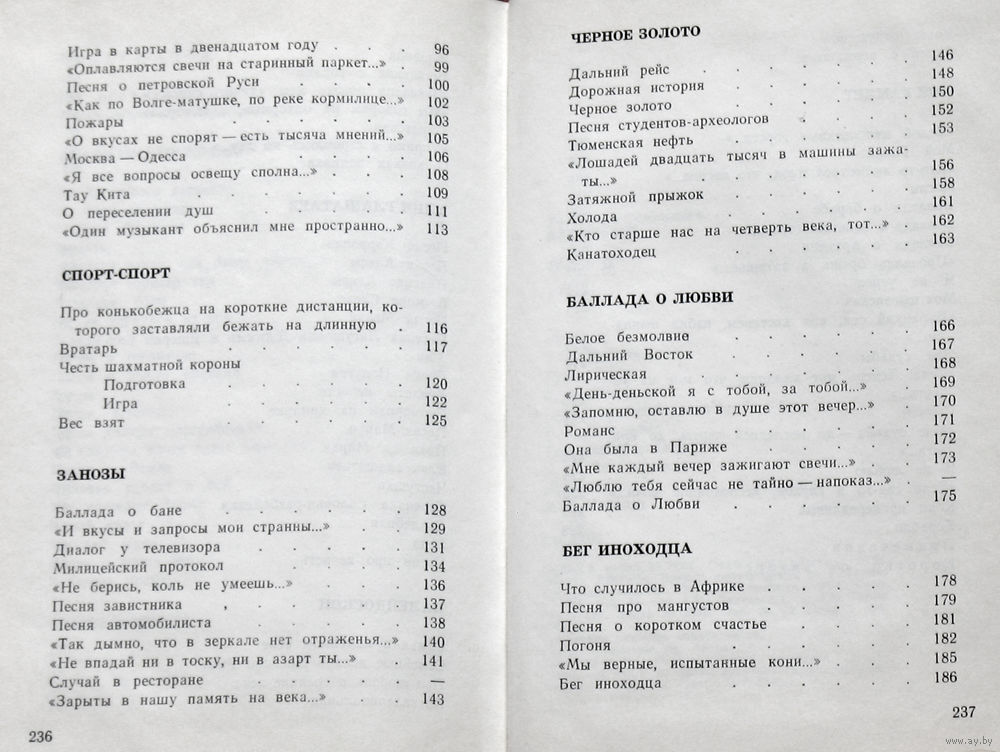 Игра в карты в двенадцатом году . . . 96
«Оплавляются свечи на старинный паркет...» . 99
Песня о петровской Руси . . . . 100
«Как по Волге-матушке, по реке кормилице...» 102
Пожары . . . . . . 103
«О вкусах не спорят — есть тысяча мнений...» 105
Москва — Одесса . . . . . 106
«Я все вопросы освещу сполна...» . . 108
Тау Кита . . . . . . 109
О переселении душ . . . . . 111
«Один музыкант объяснил мне пространно...» 113
СПОРТ-СПОРТ
Про конькобежца на короткие дистанции, ко-
торого заставляли бежать на длинную . 116
Вратарь . . . . . . 117
Честь шахматной короны
Подготовка . . . . . 120
Игра . . . . . . 122
Вес взят . . . . . . 125
ЗАНОЗЫ
Баллада о бане . . . . . 128
«И вкусы и запросы мои странны...» . . 129
Диалог у телевизора . . . . . 131
Милицейский протокол . . . . 134
«Не берись, коль не умеешь...» . . . 136
Песня завистника , . . . . 137
Песня автомобилиста . . . . . 138
«Так дымно, что в зеркале нет отраженья...» 140
«Не впадай ни в тоску, ни в азарт ты...» . 141
Случай в ресторане . . . . . —
«Зарыты в нашу память на века...» . . 143
236
ЧЕРНОЕ ЗОЛОТО
Дальний рейс . . . . . . 146
Дорожная история . . . . . 148
Черное золото . . . . . 150
Песня студентов-археологов . . . . 152
Тюменская нефть . . . . . 153
«Лошадей двадцать тысяч в машины зажа-
ты...» . . . . . . 156
Затяжной прыжок . . . . . 158
Холода . . . . . . 161
«Кто старше нас на четверть века, тот...» . 162
Канатоходец . . . . . 163
БАЛЛАДА О ЛЮБВИ
Белое безмолвие . . . . . 166
Дальний Восток . . . . . 167
Лирическая . . . . . . 168
«День-деньской я с тобой, за тобой...» . . 169
«Запомню, оставлю в душе этот вечер...» . 170
Романс . . . . . . 171
Она была в Париже . . . . . 172
«Мне каждый вечер зажигают свечи...» . . 173
«Люблю тебя сейчас не тайно — напоказ...» . —
Баллада о Любви . . . . . 175
БЕГ ИНОХОДЦА
Что случилось в Африке . . . . 178
Песня про мангустов . . . . . 179
Песня о коротком счастье . . . . 181
Погоня . . . . . . 182
«Мы верные, испытанные кони...» . . . 185
Бег иноходца . . . . . 186
237
www.ay.by